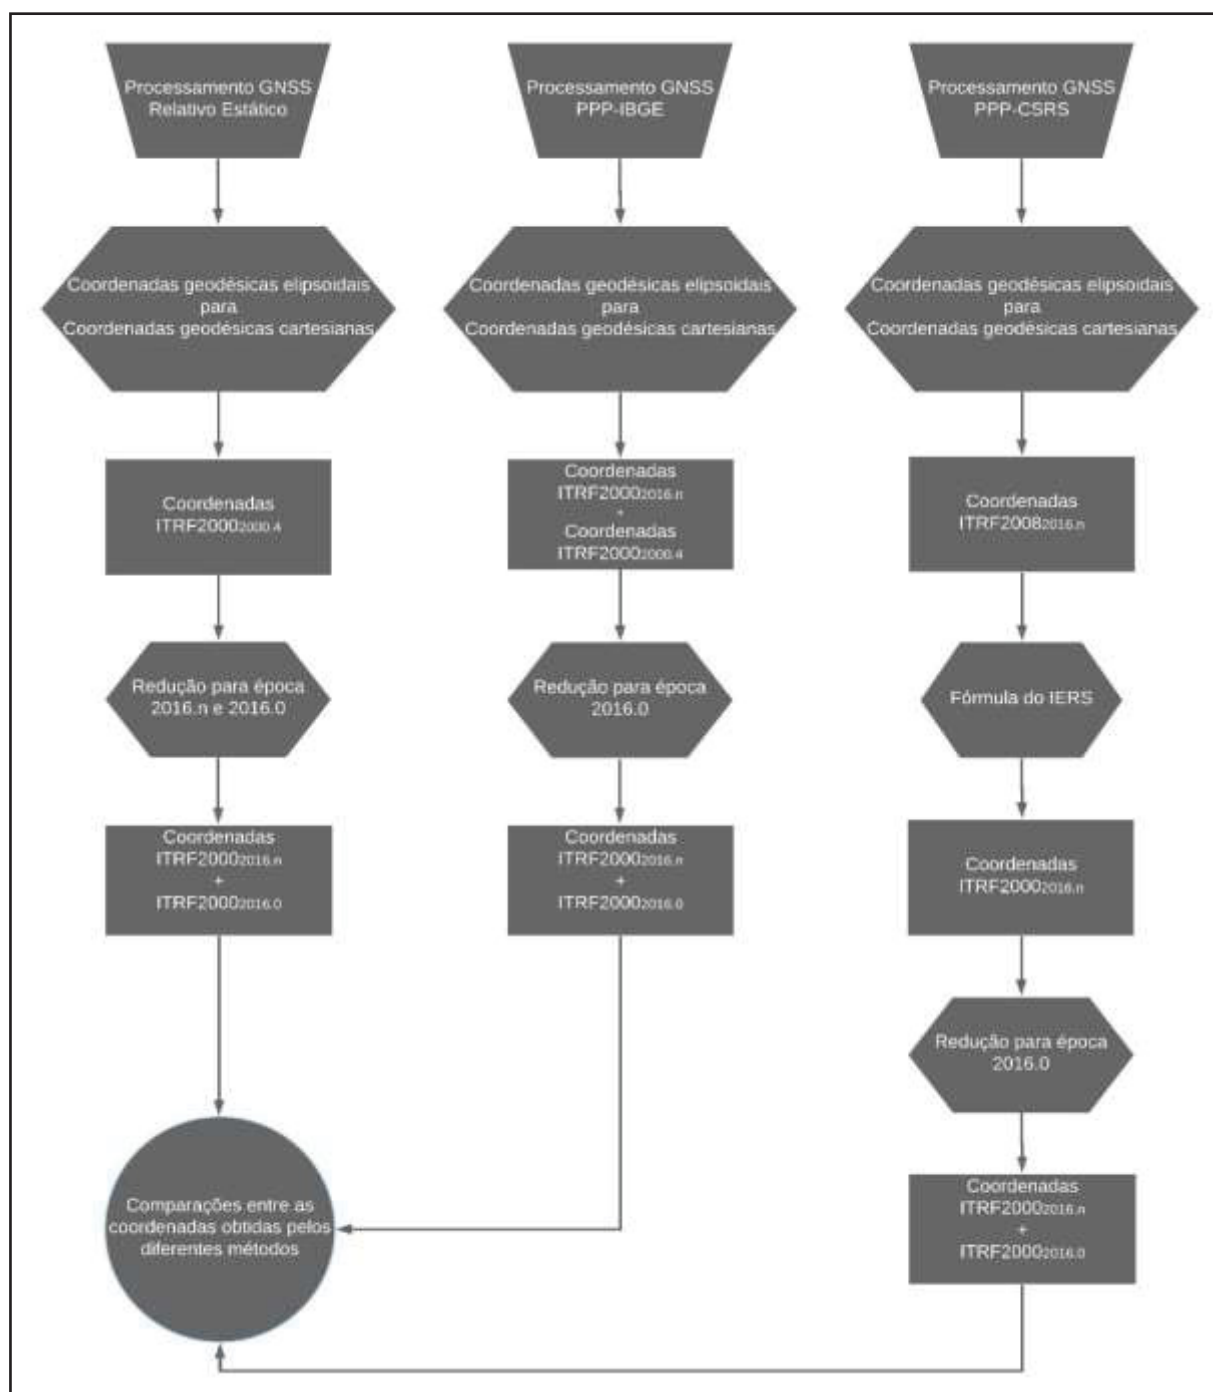 Processamento GNSS
Relativo Estático
Processamento GNSS
PPP-IBGE
Processamento GNSS
PPP-CSRS
Coordenadas geodésicas elipsoidais
para
Coordenadas geodésicas cartesianas
Coordenadas geodésicas elipsoidais
para
Coordenadas geodésicas cartesianas
Coordenadas geodésicas elipsoidais
para
Coordenadas geodésicas cartesianas
Coordenadas
ITRF20002000.4
Coordenadas
ITRF20002016.n
+
Coordenadas
ITRF20002000.4
Coordenadas
ITRF20082016.n
Redução para época
2016.n e 2016.0
Redução para época
2016.0
Fórmula do IERS
Coordenadas
ITRF20002016.n
+
ITRF20002016.0
Coordenadas
ITRF20002016.n
+
ITRF20002016.0
Coordenadas
ITRF20002016.n
Redução para época
2016.0
Coordenadas
ITRF20002016.n
+
ITRF20002016.0
Comparações entre as
coordenadas obtidas pelos
diferentes métodos